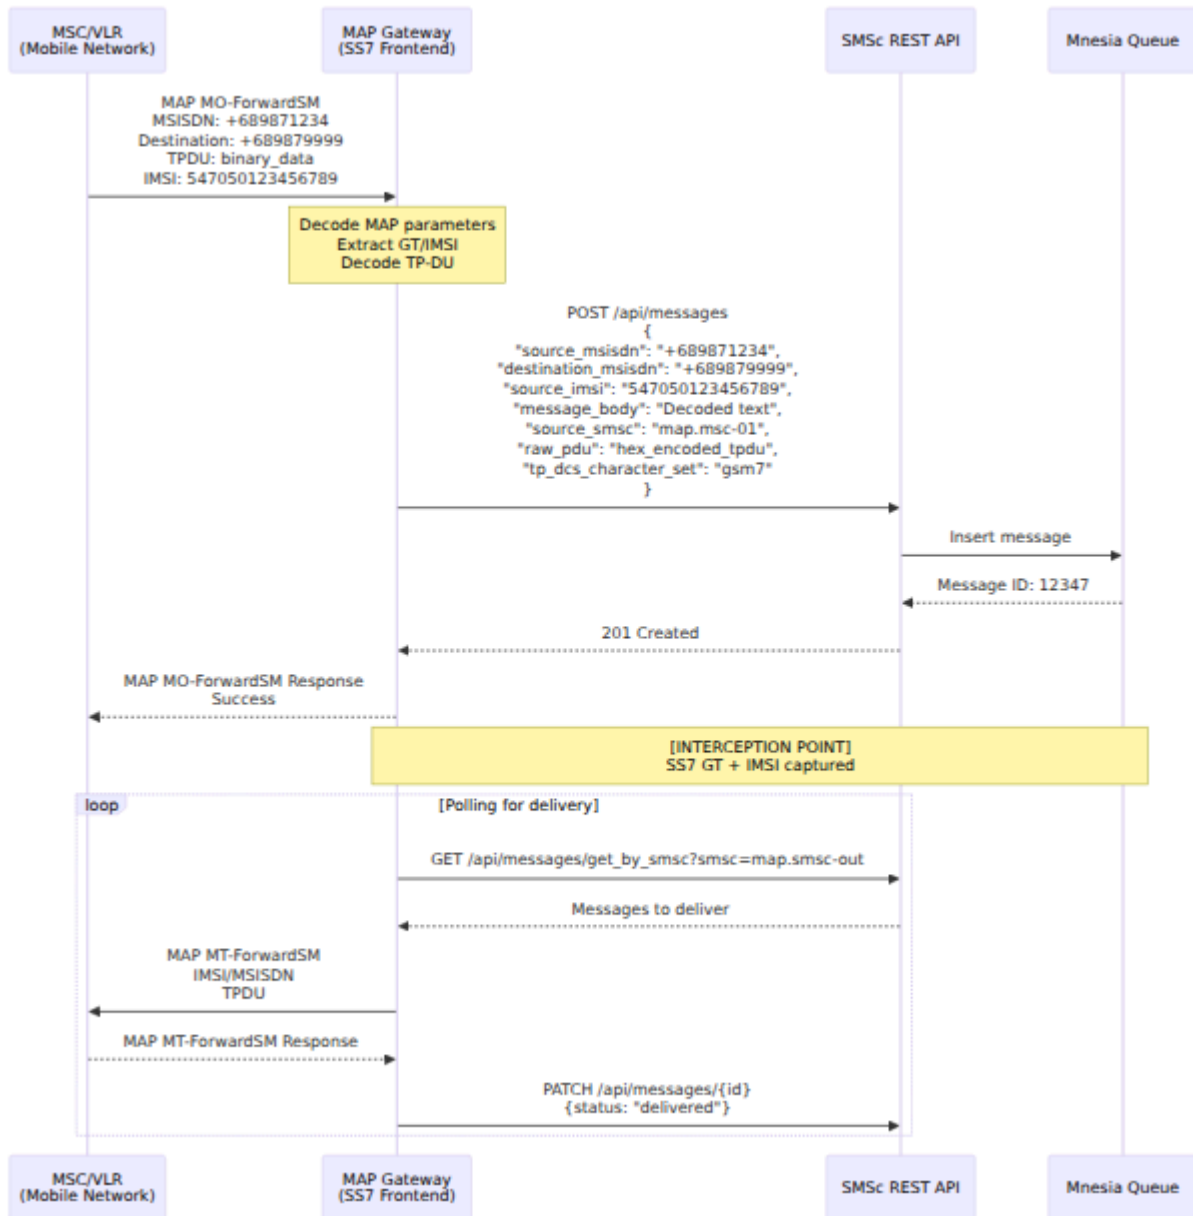 MSC/VLR
(Mobile Network)
MAP Gateway
(SS7 Frontend)
SMSc REST API
Mnesia Queue
MAP MO-ForwardSM
MSISDN: +689871234
Destination: +689879999
TPDU: binary_data
IMSI: 547050123456789
Decode MAP parameters
Extract GT/IMSI
Decode TP-DU
POST /api/messages
{
"source_msisdn": "+689871234",
"destination_msisdn": "+689879999",
"source_imsi": "547050123456789",
"message_body": "Decoded text",
"source_smsc": "map.msc-01",
"raw_pdu": "hex_encoded_tpdu",
"tp_dcs_character_set": "gsm7"
}
Insert message
Message ID: 12347
201 Created
MAP MO-ForwardSM Response
Success
[INTERCEPTION POINT]
SS7 GT + IMSI captured
loop
[Polling for delivery]
GET /api/messages/get_by_smsc?smsc=map.smsc-out
Messages to deliver
MAP MT-ForwardSM
IMSI/MSISDN
TPDU
MAP MT-ForwardSM Response
PATCH /api/messages/{id}
{status: "delivered"}
MSC/VLR
(Mobile Network)
MAP Gateway
(SS7 Frontend)
SMSc REST API
Mnesia Queue